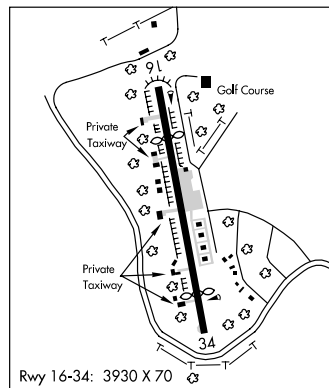 16
Golf Course
Private
Taxiway
Private
Taxiway
34
Rwy 16-34: 3930 X 70